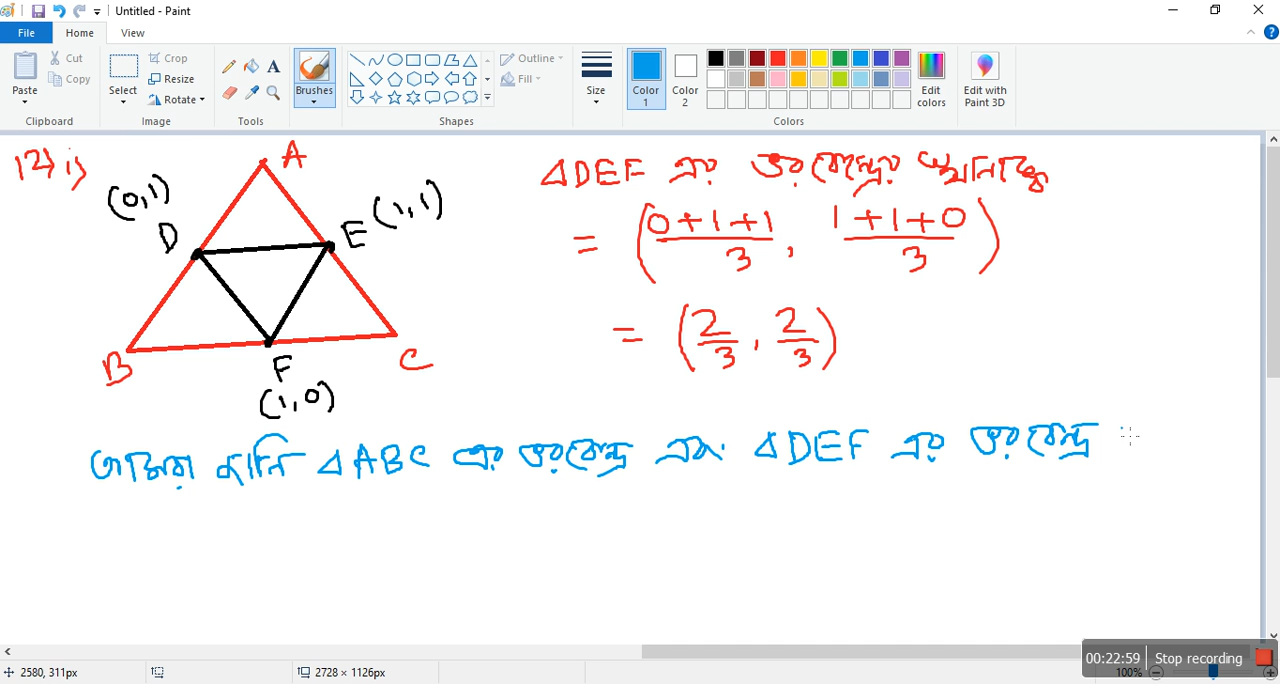 Untitled - Paint
File Home View
Paste Cut Copy Select Crop Resize Rotate Brushes Outline Fill Size Color 1 Color 2 Edit colors Edit with Paint 3D
Clipboard Image Tools Shapes Colors
12) i)
A
(0,1)
(1,1)
D
E
B
F
C
(1,0)
ΔDEF এর ভরকেন্দ্রের স্থানাঙ্ক
= (0+1+1/3, 1+1+0/3)
= (2/3, 2/3)
আমরা জানি ΔABC এর ভরকেন্দ্র এবং ΔDEF এর ভরকেন্দ্র
2580, 311px 2728 × 1126px 100%
00:22:59 Stop recording